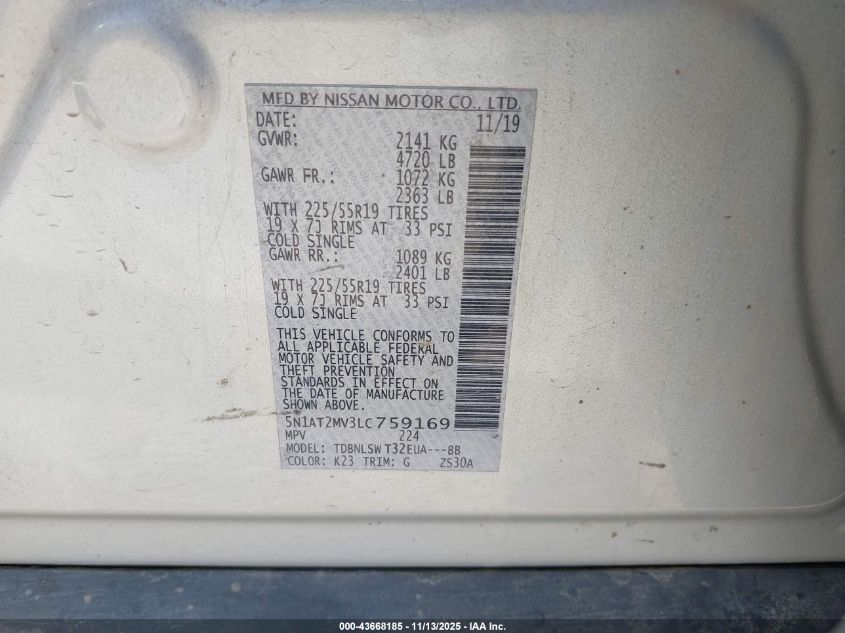 MFD BY NISSAN MOTOR CO., LTD.
DATE: 11/19
GVWR: 2141 KG
4720 LB
GAWR FR.: 1072 KG
2363 LB
WITH 225/55R19 TIRES
19 X 7J RIMS AT 33 PSI
COLD SINGLE
GAWR RR.: 1089 KG
2401 LB
WITH 225/55R19 TIRES
19 X 7J RIMS AT 33 PSI
COLD SINGLE
THIS VEHICLE CONFORMS TO
ALL APPLICABLE FEDERAL
MOTOR VEHICLE SAFETY AND
THEFT PREVENTION
STANDARDS IN EFFECT ON
THE DATE OF MANUFACTURE
SHOWN ABOVE
5N1AT2MV3LC759169
MPV 224
MODEL: TDBNLSW T32EUA---BB
COLOR: K23 TRIM: G ZS30A
000-43668185 - 11/13/2025 - IAA Inc.